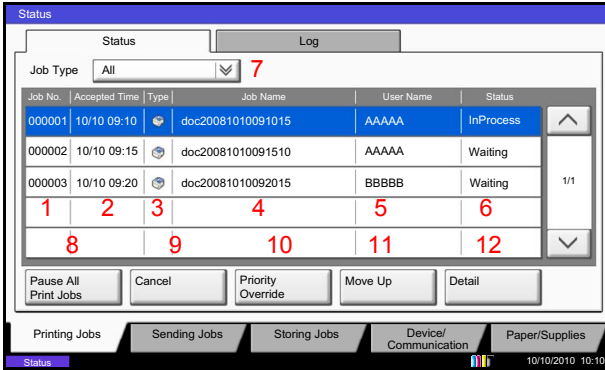 Status
Status Log
Job Type All 7
Job No. Accepted Time Type Job Name User Name Status
000001 10/10 09:10 doc20081010091015 AAAAA InProcess
000002 10/10 09:15 doc20081010091510 AAAAA Waiting
000003 10/10 09:20 doc20081010092015 BBBBB Waiting
1/1
1 2 3 4 5 6
8 9 10 11 12
Pause All
Print Jobs
Cancel
Priority
Override
Move Up
Detail
Printing Jobs Sending Jobs Storing Jobs
Device/
Communication
Paper/Supplies
Status 10/10/2010 10:10